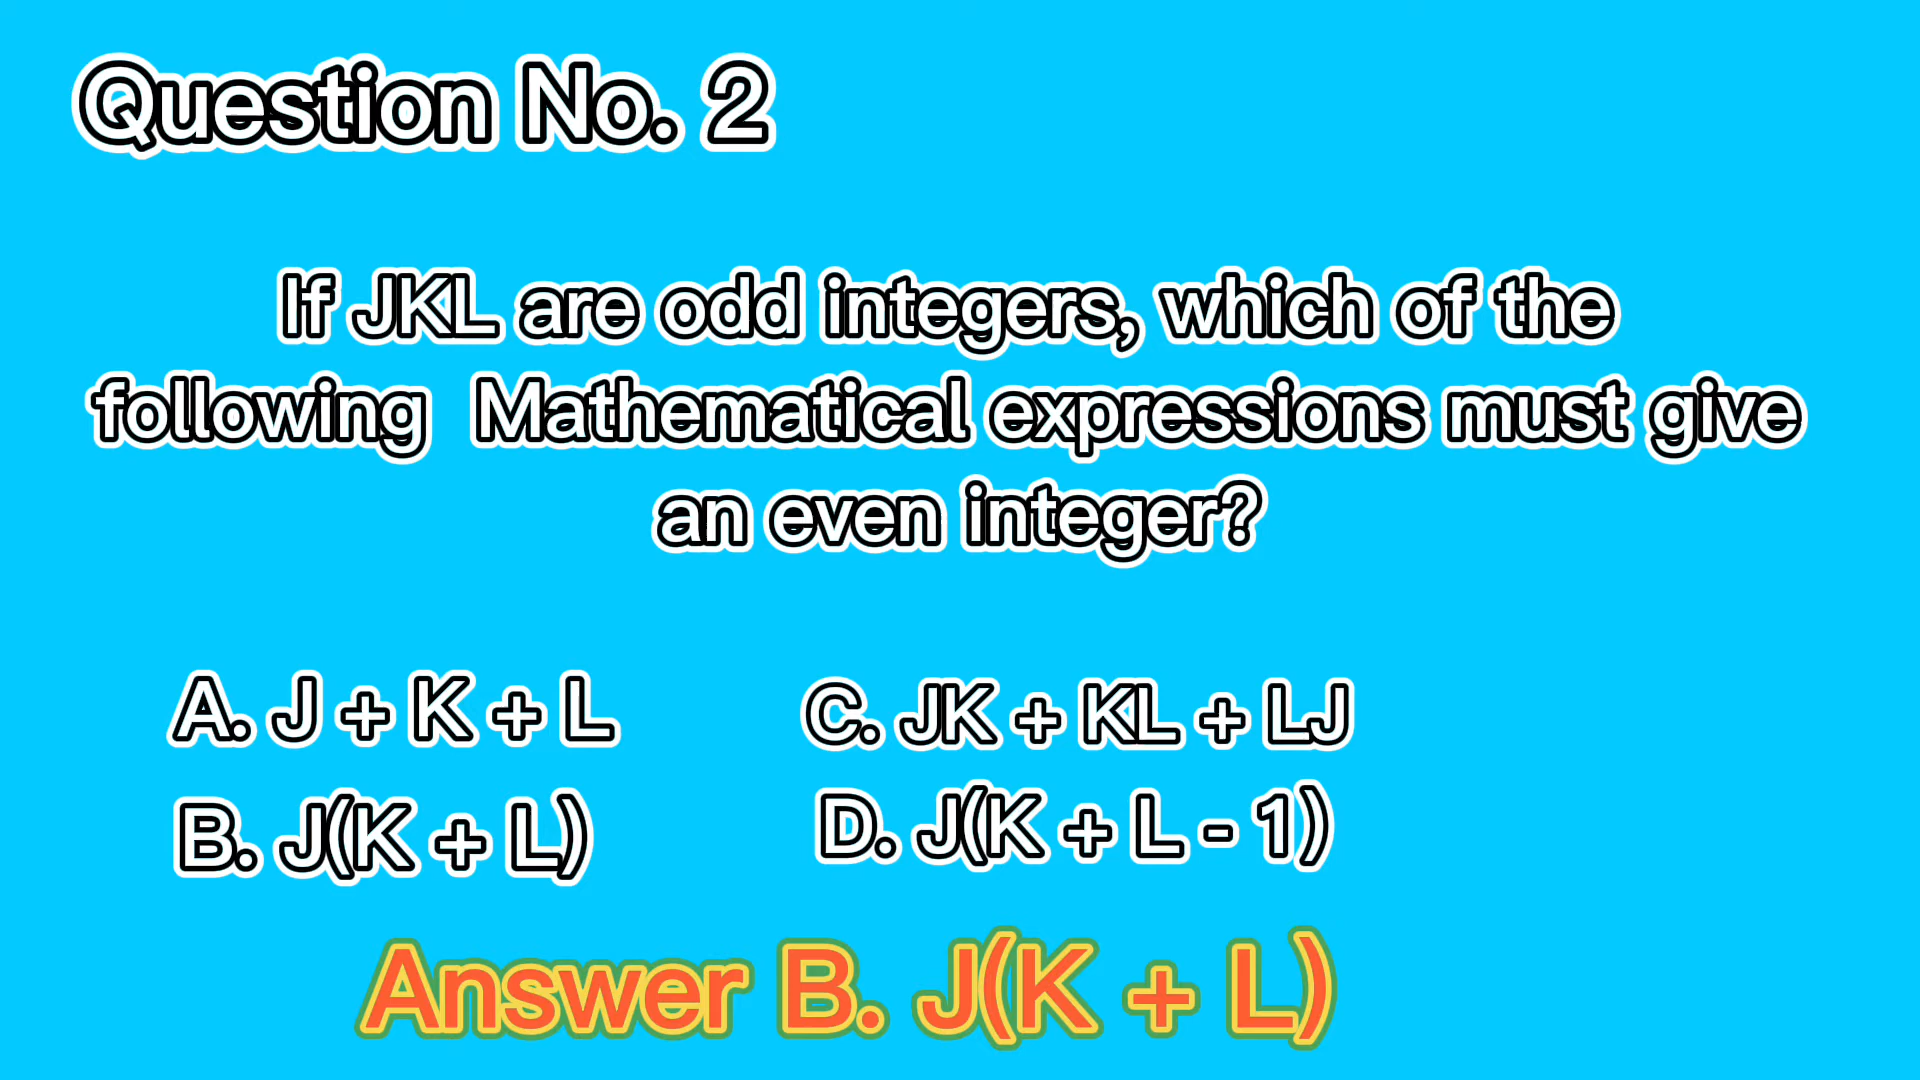 Question No. 2
If JKL are odd integers, which of the
following Mathematical expressions must give
an even integer?
A. J + K + L
B. J(K + L)
C. JK + KL + LJ
D. J(K + L - 1)
Answer B. J(K + L)